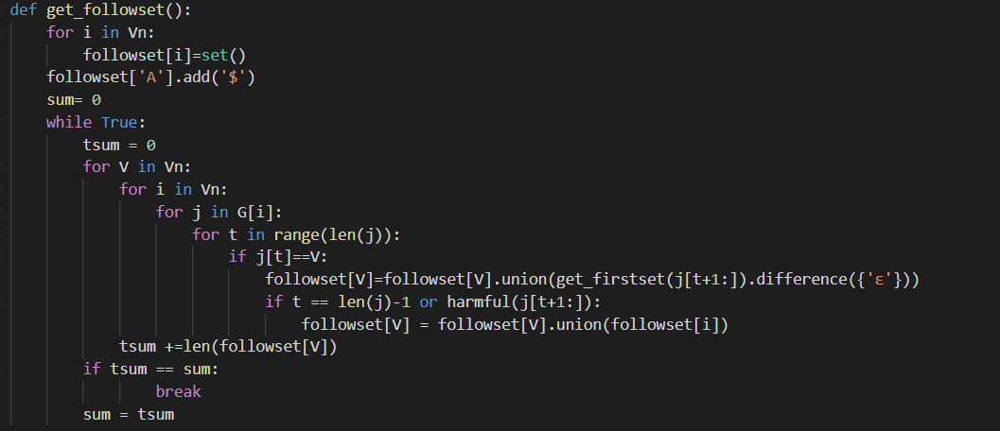 def get_followset():
    for i in Vn:
        followset[i]=set()
    followset['A'].add('$')
    sum= 0
    while True:
        tsum = 0
        for V in Vn:
            for i in Vn:
                for j in G[i]:
                    for t in range(len(j)):
                        if j[t]==V:
                            followset[V]=followset[V].union(get_firstset(j[t+1:]).difference({'ε'}))
                            if t == len(j)-1 or harmful(j[t+1:]):
                                followset[V] = followset[V].union(followset[i])
            tsum +=len(followset[V])
        if tsum == sum:
                break
        sum = tsum